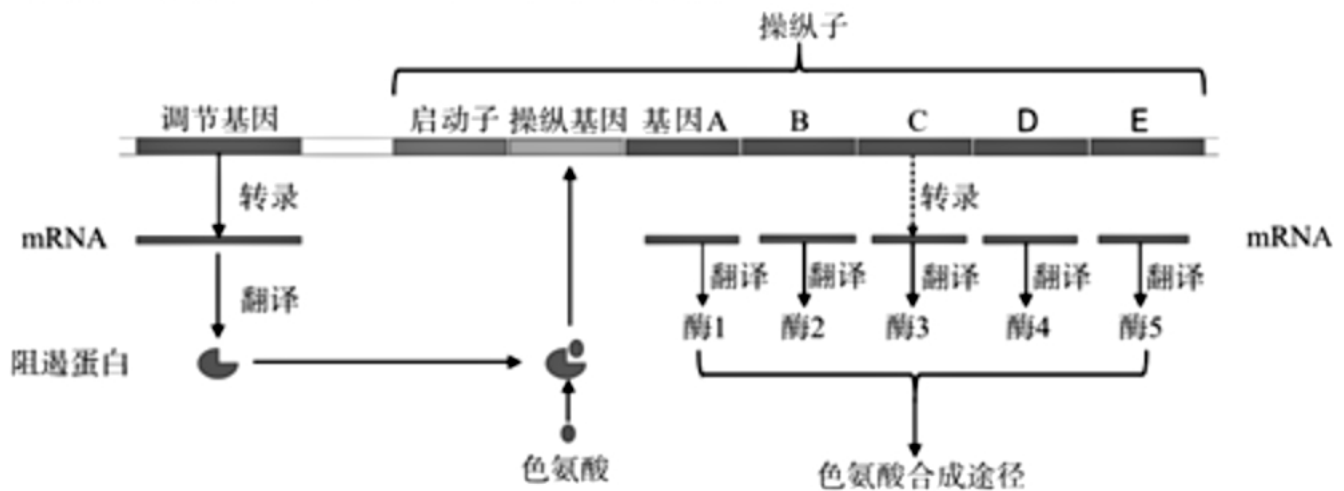 操纵子
调节基因 启动子 操纵基因 基因A B C D E
转录 转录
mRNA mRNA
翻译 翻译 翻译 翻译 翻译 翻译
酶1 酶2 酶3 酶4 酶5
阻遏蛋白
色氨酸 色氨酸合成途径